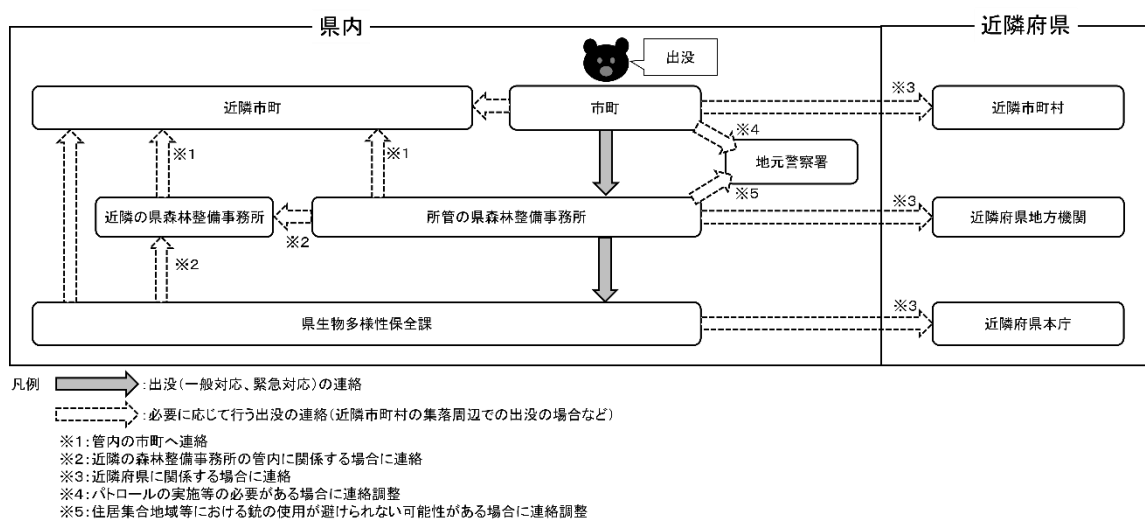 県内
近隣府県
出没
※3
近隣市町
市町
近隣市町村
※4
※1
※1
地元警察署
※5
※3
近隣の県森林整備事務所
所管の県森林整備事務所
近隣府県地方機関
※2
※2
※3
県生物多様性保全課
近隣府県本庁
凡例
:出没(一般対応、緊急対応)の連絡
:必要に応じて行う出没の連絡(近隣市町村の集落周辺での出没の場合など)
※1:管内の市町へ連絡
※2:近隣の森林整備事務所の管内に関係する場合に連絡
※3:近隣府県に関係する場合に連絡
※4:パトロールの実施等の必要がある場合に連絡調整
※5:住居集合地域等における銃の使用が避けられない可能性がある場合に連絡調整